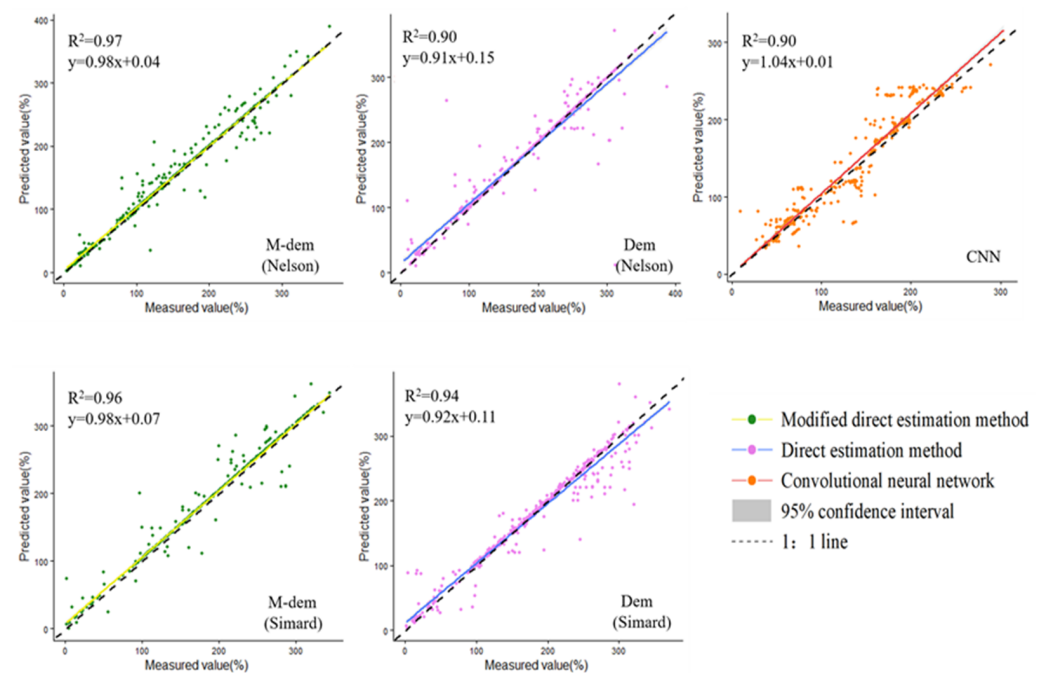 R²=0.97
y=0.98x+0.04
Predicted value(%)
400
300
200
100
0
0 100 200 300
Measured value(%)
M-dem
(Nelson)
R²=0.90
y=0.91x+0.15
Predicted value(%)
300
200
100
0
0 100 200 300 400
Measured value(%)
Dem
(Nelson)
R²=0.90
y=1.04x+0.01
Predicted value(%)
300
200
100
0
0 100 200 300
Measured value(%)
CNN
R²=0.96
y=0.98x+0.07
Predicted value(%)
300
200
100
0
0 100 200 300
Measured value(%)
M-dem
(Simard)
R²=0.94
y=0.92x+0.11
Predicted value(%)
300
200
100
0
0 100 200 300
Measured value(%)
Dem
(Simard)
Modified direct estimation method
Direct estimation method
Convolutional neural network
95% confidence interval
1：1 line